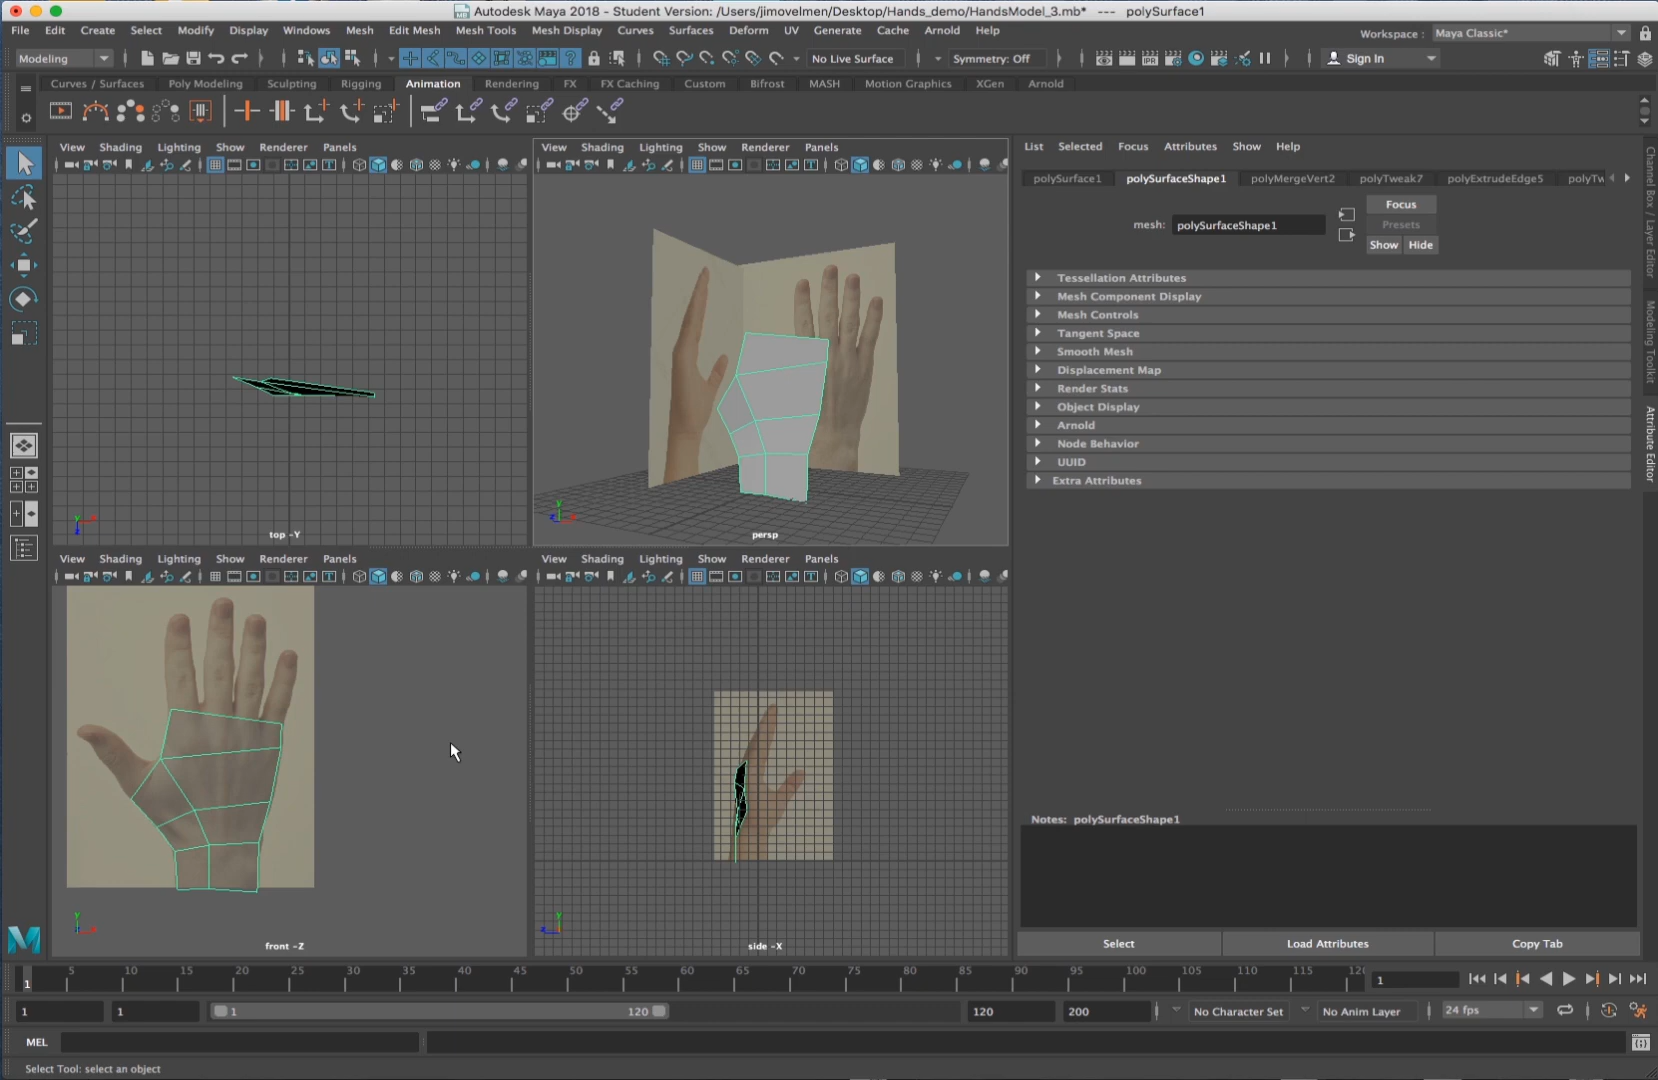 Autodesk Maya 2018 - Student Version: /Users/jimovelmen/Desktop/Hands_demo/HandsModel_3.mb* --- polySurface1
File Edit Create Select Modify Display Windows Mesh Edit Mesh Mesh Tools Mesh Display Curves Surfaces Deform UV Generate Cache Arnold Help
Workspace : Maya Classic*
Modeling No Live Surface Symmetry: Off Sign In
Curves / Surfaces Poly Modeling Sculpting Rigging Animation Rendering FX FX Caching Custom Bifrost MASH Motion Graphics XGen Arnold
View Shading Lighting Show Renderer Panels
top -Y
View Shading Lighting Show Renderer Panels
persp
View Shading Lighting Show Renderer Panels
front -Z
View Shading Lighting Show Renderer Panels
side -X
List Selected Focus Attributes Show Help
polySurface1 polySurfaceShape1 polyMergeVert2 polyTweak7 polyExtrudeEdge5 polyTw
mesh: polySurfaceShape1
Focus
Presets
Show Hide
Tessellation Attributes
Mesh Component Display
Mesh Controls
Tangent Space
Smooth Mesh
Displacement Map
Render Stats
Object Display
Arnold
Node Behavior
UUID
Extra Attributes
Notes: polySurfaceShape1
Select Load Attributes Copy Tab
Channel Box / Layer Editor
Modeling Toolkit
Attribute Editor
1 5 10 15 20 25 30 35 40 45 50 55 60 65 70 75 80 85 90 95 100 105 110 115 120 1
1 1 1 120 120 200 No Character Set No Anim Layer 24 fps
MEL
Select Tool: select an object